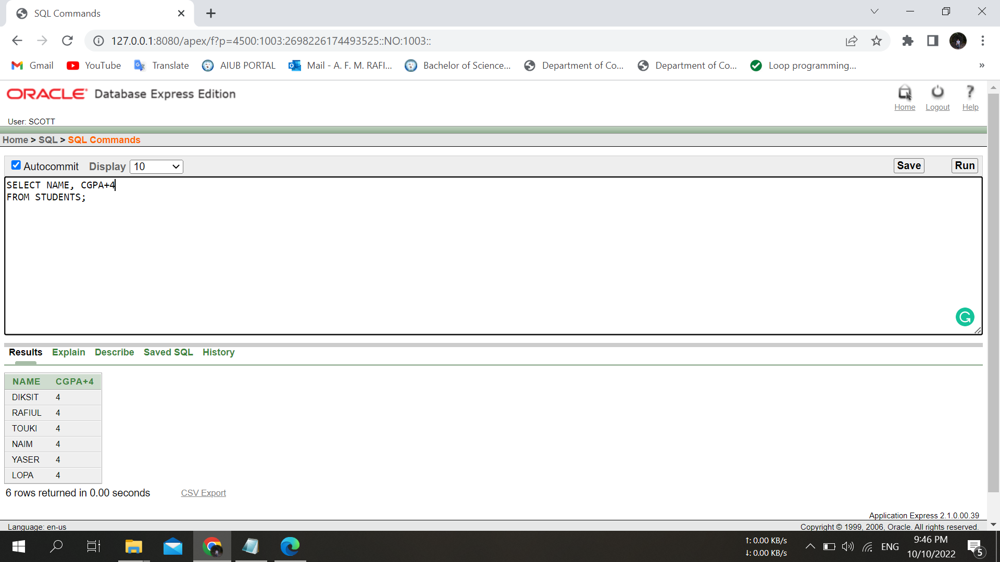 SQL Commands
127.0.0.1:8080/apex/f?p=4500:1003:2698226174493525::NO:1003::
Gmail YouTube Translate AIUB PORTAL Mail - A. F. M. RAFI... Bachelor of Science... Department of Co... Department of Co... Loop programming... »
ORACLE Database Express Edition
Home Logout Help
User: SCOTT
Home > SQL > SQL Commands
Autocommit Display 10 Save Run
SELECT NAME, CGPA+4
FROM STUDENTS;
Results Explain Describe Saved SQL History
NAME CGPA+4
DIKSIT 4
RAFIUL 4
TOUKI 4
NAIM 4
YASER 4
LOPA 4
6 rows returned in 0.00 seconds CSV Export
Application Express 2.1.0.00.39
Language: en-us Copyright © 1999, 2006, Oracle. All rights reserved.
↑: 0.00 KB/s
↓: 0.00 KB/s
ENG
9:46 PM
10/10/2022
5